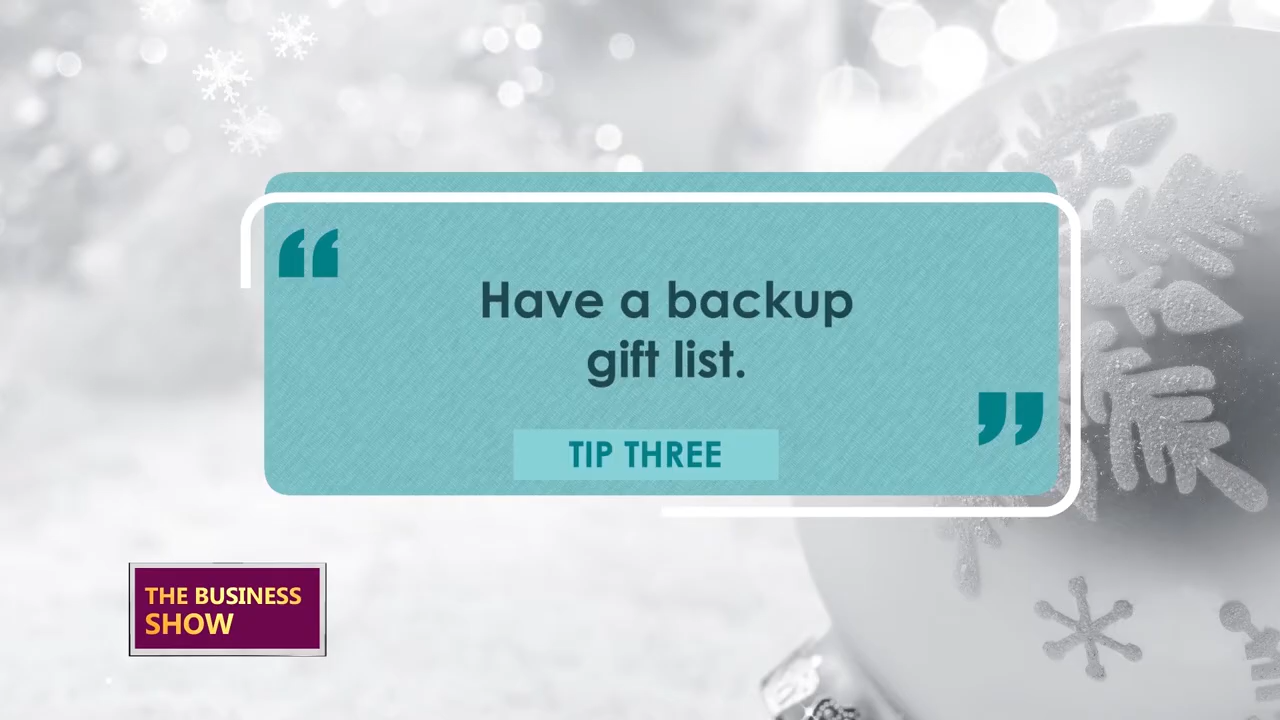 “
Have a backup
gift list.
”
TIP THREE
THE BUSINESS
SHOW